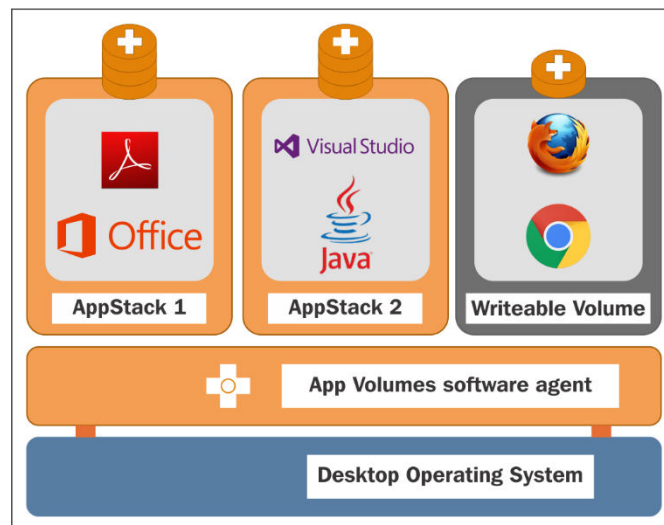 Visual Studio
Office
Java
AppStack 1
AppStack 2
Writeable Volume
App Volumes software agent
Desktop Operating System